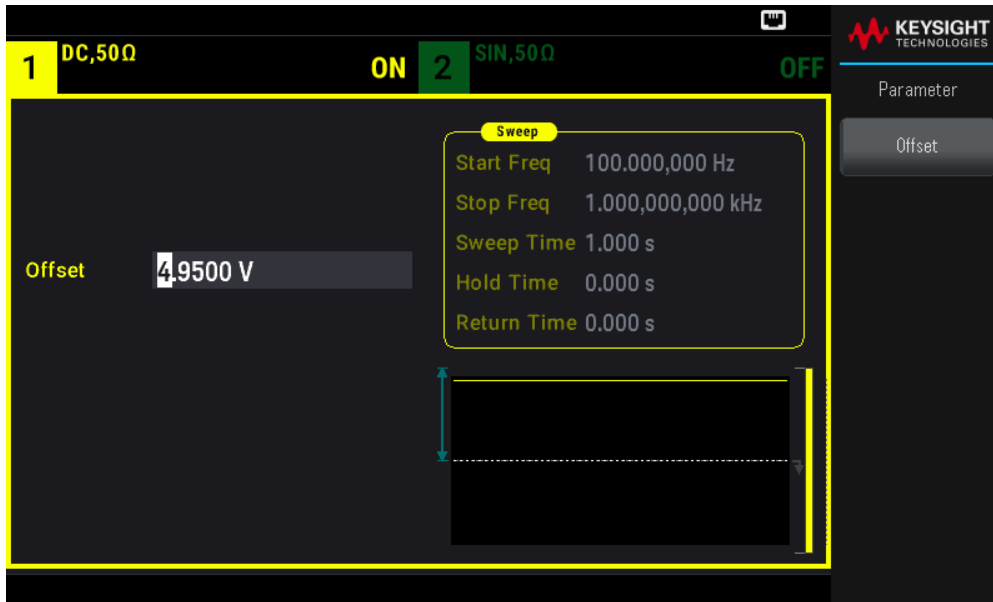 KEYSIGHT
TECHNOLOGIES
1 DC,50Ω ON
2 SIN,50Ω OFF
Parameter
Offset
Sweep
Start Freq 100.000,000 Hz
Stop Freq 1.000,000,000 kHz
Sweep Time 1.000 s
Hold Time 0.000 s
Return Time 0.000 s
Offset 4.9500 V